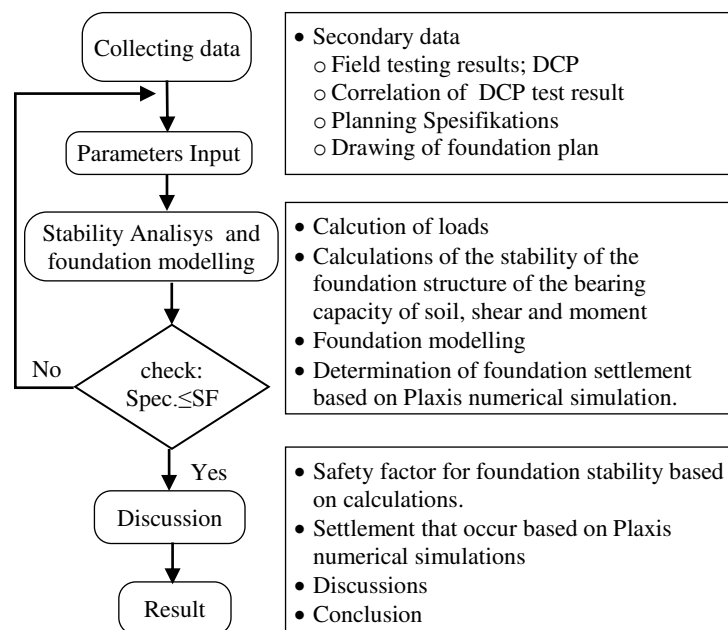 Collecting data
Parameters Input
Stability Analisys and
foundation modelling
No
check:
Spec.≤SF
Yes
Discussion
Result
• Secondary data
o Field testing results; DCP
o Correlation of DCP test result
o Planning Spesifikations
o Drawing of foundation plan
• Calcution of loads
• Calculations of the stability of the
foundation structure of the bearing
capacity of soil, shear and moment
• Foundation modelling
• Determination of foundation settlement
based on Plaxis numerical simulation.
• Safety factor for foundation stability based
on calculations.
• Settlement that occur based on Plaxis
numerical simulations
• Discussions
• Conclusion